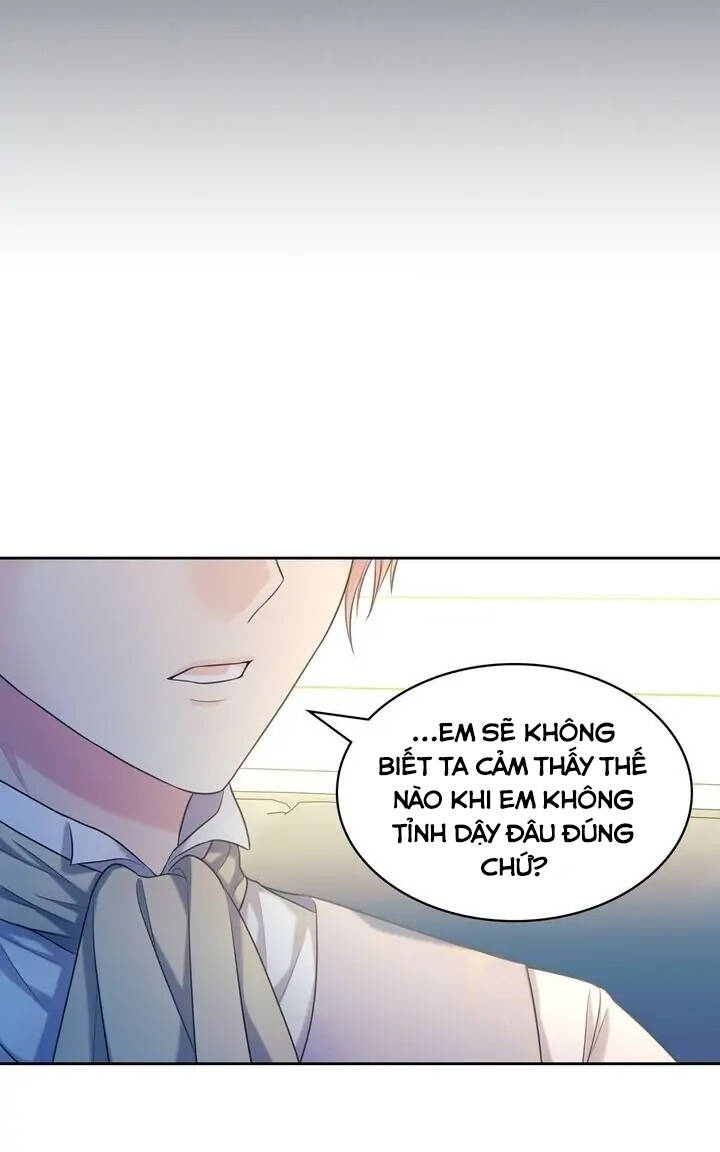 ...EM SẼ KHÔNG
BIẾT TA CẢM THẤY THẾ
NÀO KHI EM KHÔNG
TỈNH DẬY ĐÂU ĐÚNG
CHỨ?